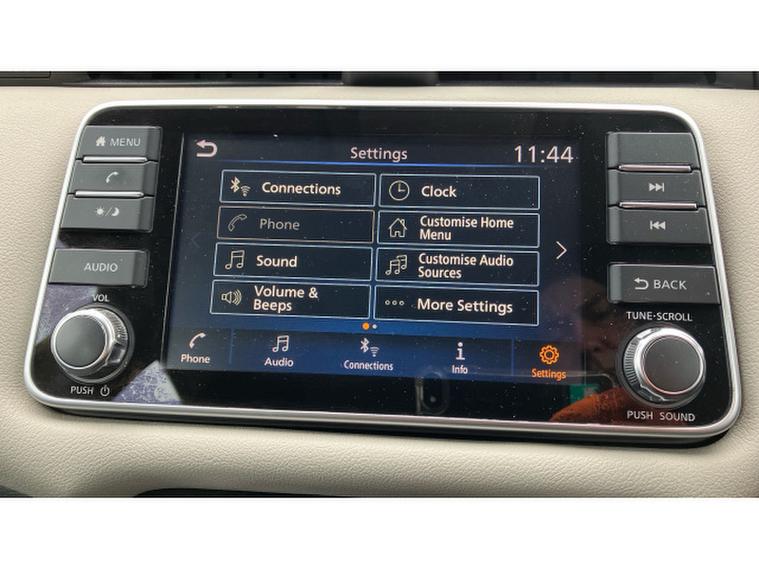 MENU
AUDIO
VOL
PUSH
Settings
11:44
Connections
Clock
Phone
Customise Home
Menu
Sound
Customise Audio
Sources
Volume &
Beeps
More Settings
Phone
Audio
Connections
Info
Settings
BACK
TUNE·SCROLL
PUSH SOUND